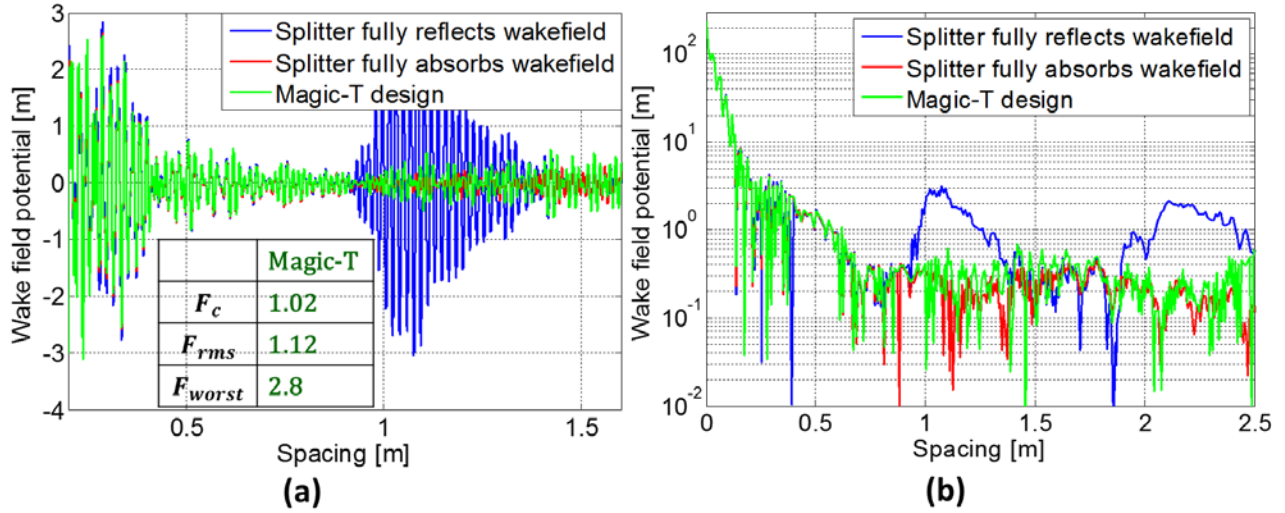 3
2
1
0
-1
-2
-3
-4
Wake field potential [m]
Splitter fully reflects wakefield
Splitter fully absorbs wakefield
Magic-T design
Magic-T
F_c 1.02
F_rms 1.12
F_worst 2.8
0.5 1 1.5
Spacing [m]
(a)
10^2
10^1
10^0
10^-1
10^-2
Wake field potential [m]
Splitter fully reflects wakefield
Splitter fully absorbs wakefield
Magic-T design
0 0.5 1 1.5 2 2.5
Spacing [m]
(b)